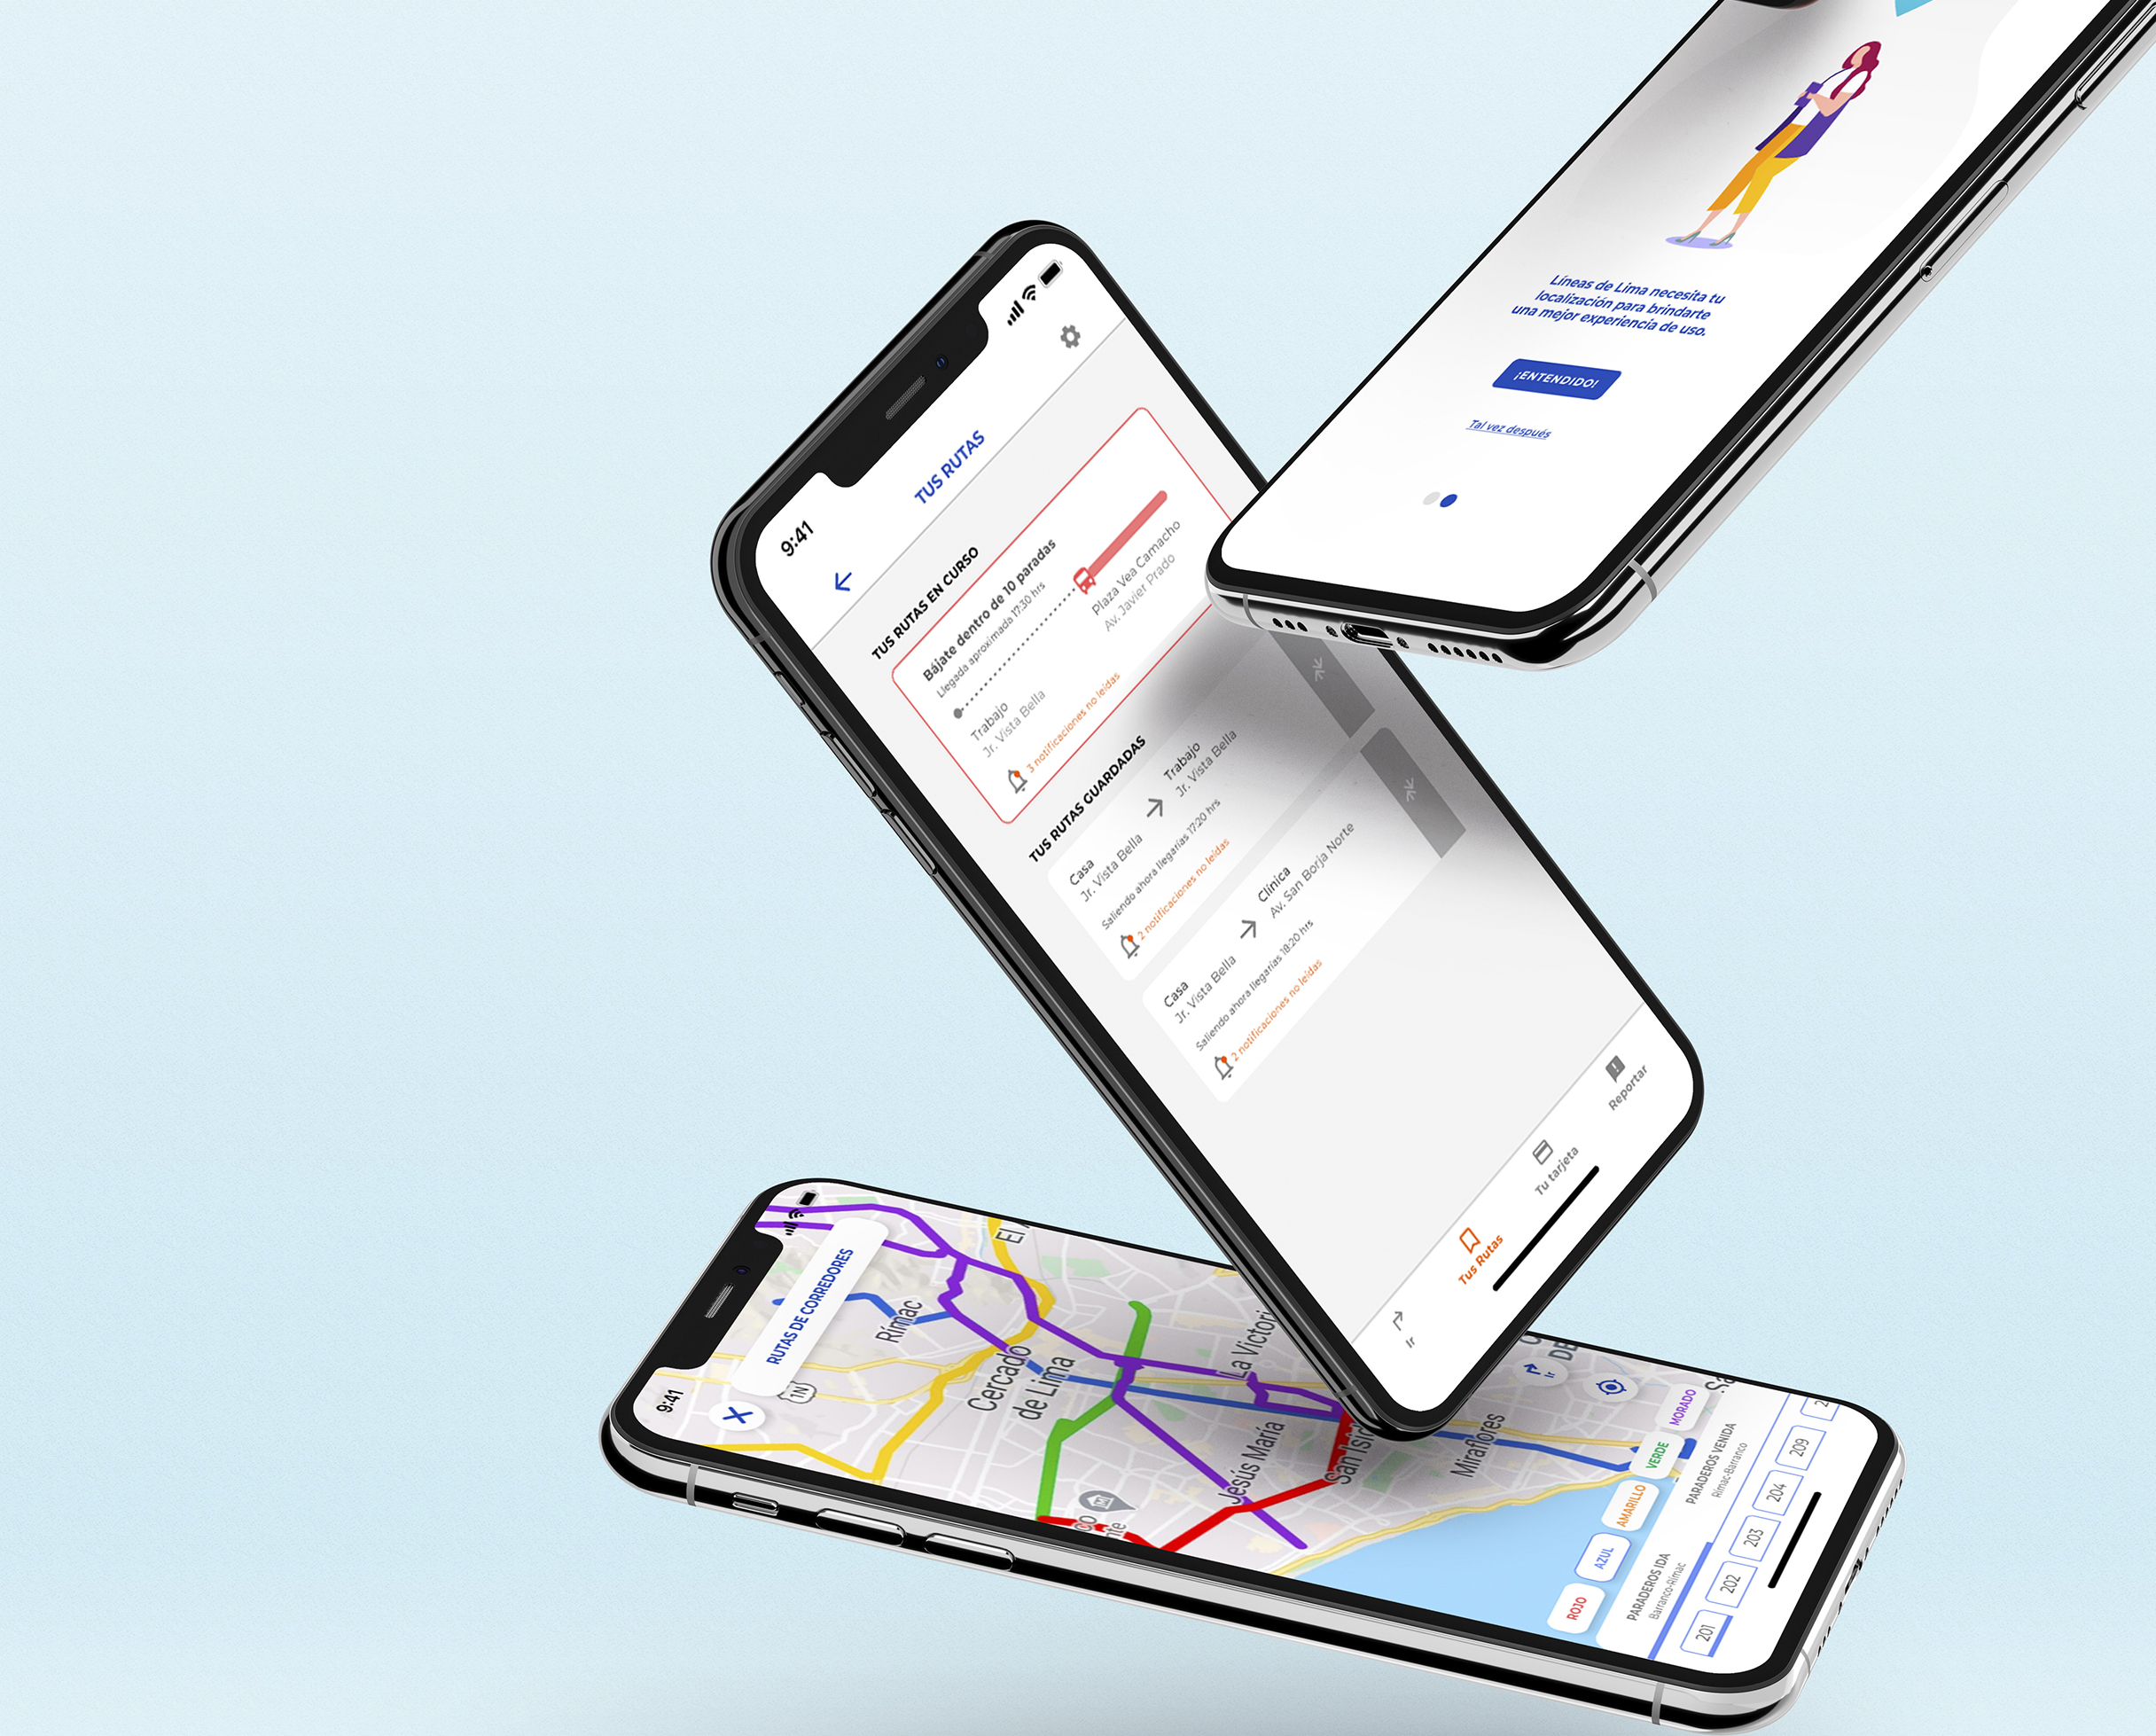 Líneas de Lima necesita tu
localización para brindarte
una mejor experiencia de uso.
¡ENTENDIDO!
Tal vez después
9:41
TUS RUTAS
TUS RUTAS EN CURSO
Bájate dentro de 10 paradas
Llegada aproximada 17:30 hrs
Trabajo
Jr. Vista Bella
Plaza Vea Camacho
Av. Javier Prado
3 notificaciones no leídas
TUS RUTAS GUARDADAS
Casa
Jr. Vista Bella
Trabajo
Jr. Vista Bella
Saliendo ahora llegarías 17:20 hrs
2 notificaciones no leídas
Casa
Jr. Vista Bella
Clínica
Av. San Borja Norte
Saliendo ahora llegarías 18:20 hrs
2 notificaciones no leídas
Ir
Tus Rutas
Tu tarjeta
Reportar
9:41
RUTAS DE CORREDORES
1N
Rímac
El
Cercado
de Lima
La Victori
Jesús María
San Isid
Miraflores
DE
Ir
ROJO
AZUL
AMARILLO
VERDE
MORADO
PARADEROS IDA
Barranco-Rímac
PARADEROS VENIDA
Rímac-Barranco
201
202
203
204
209